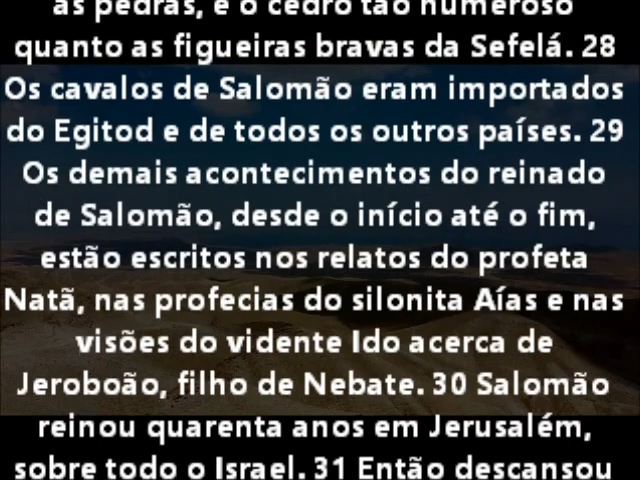 as pedras, e o cedro tão numeroso
quanto as figueiras bravas da Sefelá. 28
Os cavalos de Salomão eram importados
do Egitod e de todos os outros países. 29
Os demais acontecimentos do reinado
de Salomão, desde o início até o fim,
estão escritos nos relatos do profeta
Natã, nas profecias do silonita Aías e nas
visões do vidente Ido acerca de
Jeroboão, filho de Nebate. 30 Salomão
reinou quarenta anos em Jerusalém,
sobre todo o Israel. 31 Então descansou